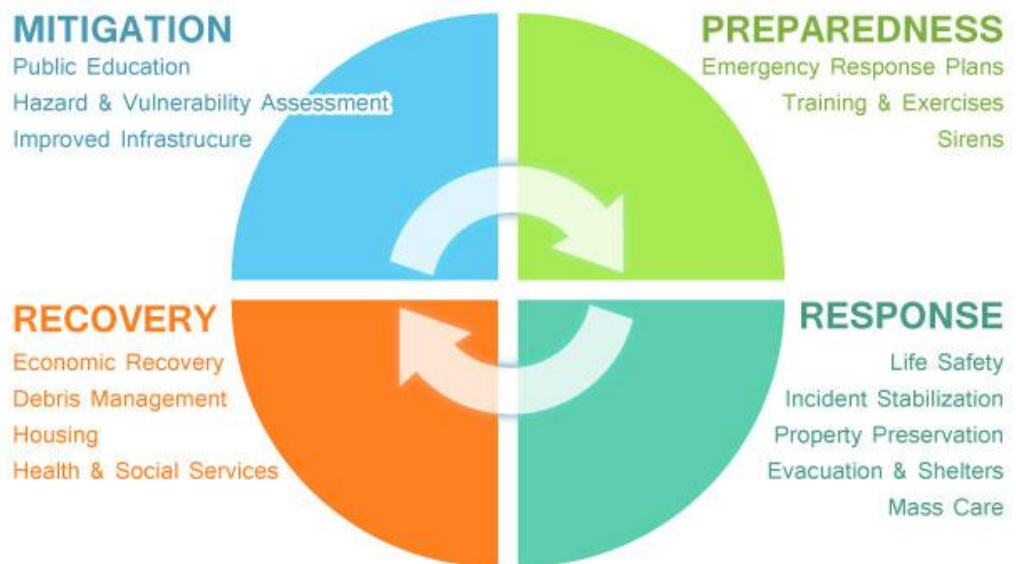 MITIGATION
Public Education
Hazard & Vulnerability Assessment
Improved Infrastrucure
PREPAREDNESS
Emergency Response Plans
Training & Exercises
Sirens
RECOVERY
Economic Recovery
Debris Management
Housing
Health & Social Services
RESPONSE
Life Safety
Incident Stabilization
Property Preservation
Evacuation & Shelters
Mass Care